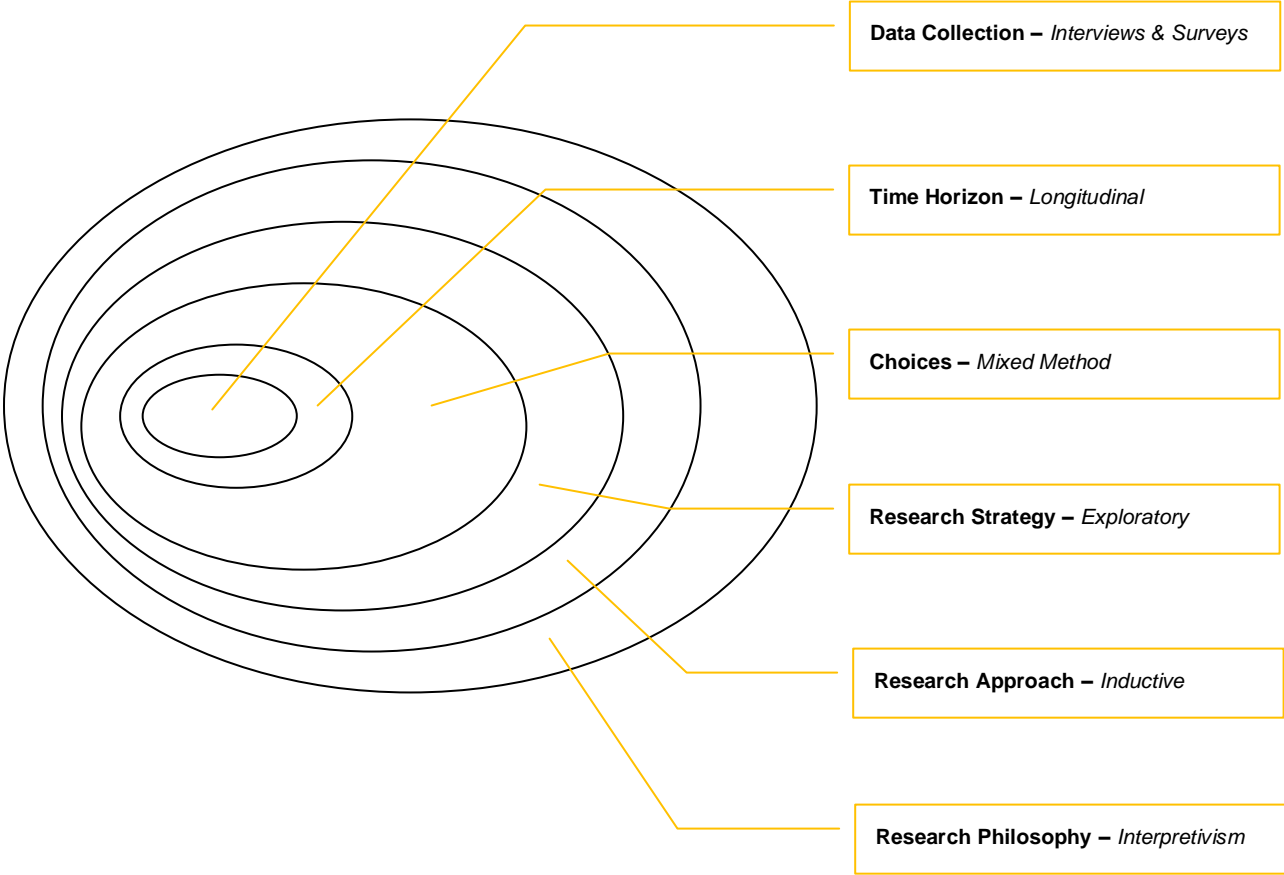 Data Collection – Interviews & Surveys
Time Horizon – Longitudinal
Choices – Mixed Method
Research Strategy – Exploratory
Research Approach – Inductive
Research Philosophy – Interpretivism